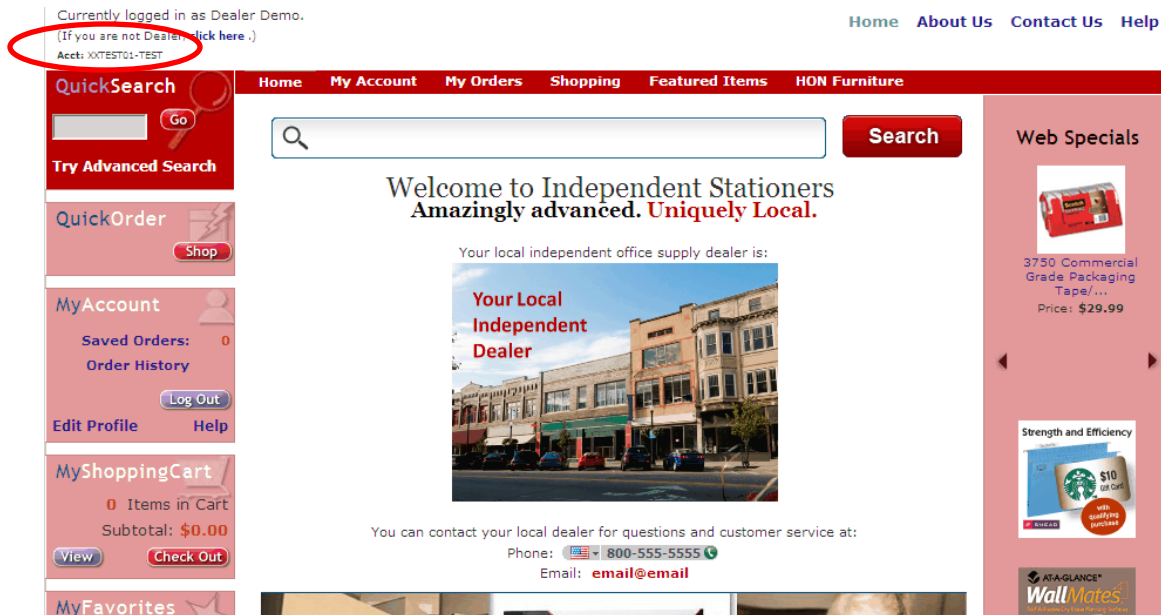 Currently logged in as Dealer Demo.
(If you are not Dealer, click here .)
Acct: XXTEST01-TEST
Home About Us Contact Us Help
QuickSearch
Go
Try Advanced Search
Home My Account My Orders Shopping Featured Items HON Furniture
Search
Welcome to Independent Stationers
Amazingly advanced. Uniquely Local.
Your local independent office supply dealer is:
Your Local
Independent
Dealer
You can contact your local dealer for questions and customer service at:
Phone: 800-555-5555
Email: email@email
QuickOrder
Shop
MyAccount
Saved Orders: 0
Order History
Log Out
Edit Profile Help
MyShoppingCart
0 Items in Cart
Subtotal: $0.00
View Check Out
MyFavorites
Web Specials
Scotch
3750 Commercial
Grade Packaging
Tape/...
Price: $29.99
Strength and Efficiency
$10
Gift Card
with
qualifying
purchase
SMEAD
AT-A-GLANCE
WallMates